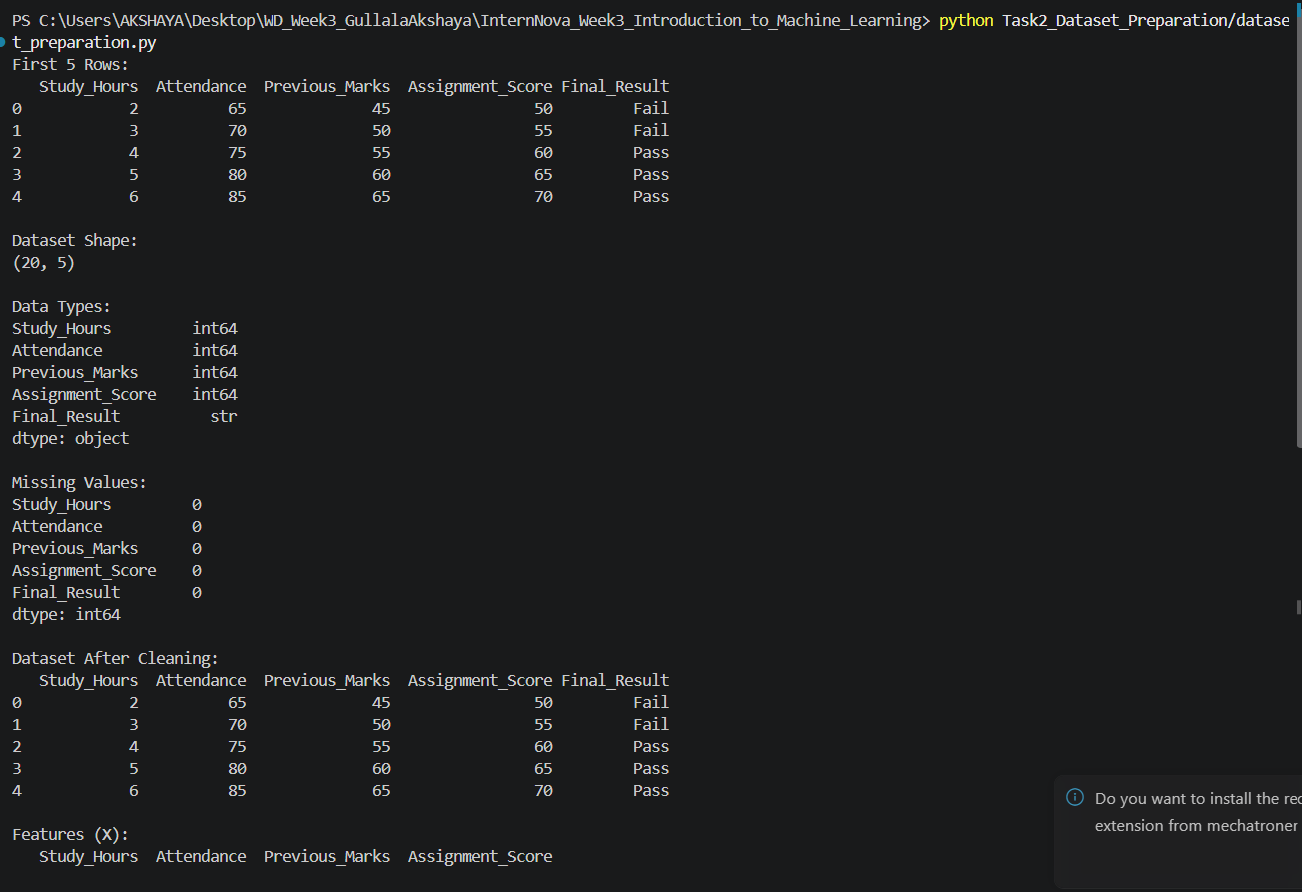 PS C:\Users\AKSHAYA\Desktop\WD_Week3_GullalaAkshaya\InternNova_Week3_Introduction_to_Machine_Learning> python Task2_Dataset_Preparation/datase
t_preparation.py
First 5 Rows:
   Study_Hours  Attendance  Previous_Marks  Assignment_Score Final_Result
0            2          65              45                50         Fail
1            3          70              50                55         Fail
2            4          75              55                60         Pass
3            5          80              60                65         Pass
4            6          85              65                70         Pass

Dataset Shape:
(20, 5)

Data Types:
Study_Hours         int64
Attendance          int64
Previous_Marks      int64
Assignment_Score    int64
Final_Result          str
dtype: object

Missing Values:
Study_Hours         0
Attendance          0
Previous_Marks      0
Assignment_Score    0
Final_Result        0
dtype: int64

Dataset After Cleaning:
   Study_Hours  Attendance  Previous_Marks  Assignment_Score Final_Result
0            2          65              45                50         Fail
1            3          70              50                55         Fail
2            4          75              55                60         Pass
3            5          80              60                65         Pass
4            6          85              65                70         Pass

Features (X):
   Study_Hours  Attendance  Previous_Marks  Assignment_Score
Do you want to install the
extension from